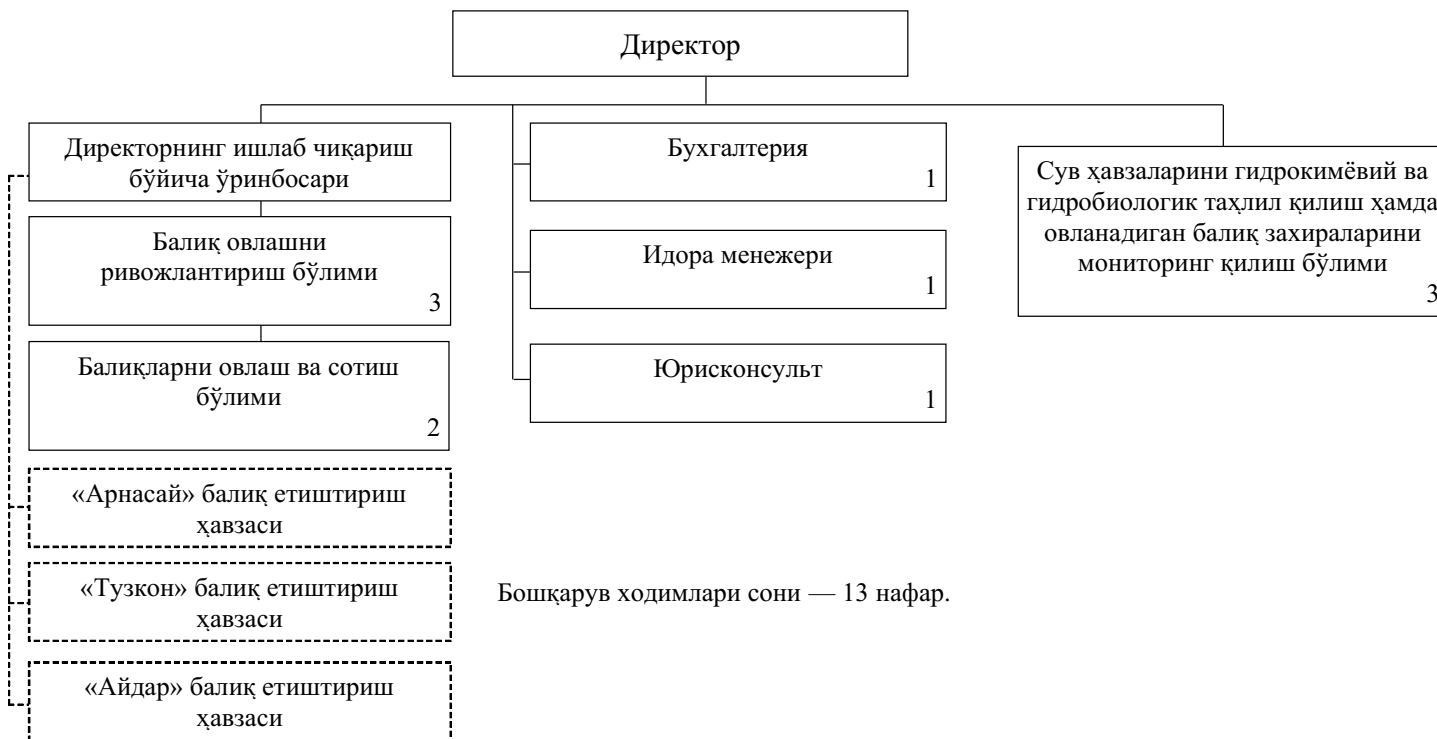 Директор
Директорнинг ишлаб чиқариш
бўйича ўринбосари
Балиқ овлашни
ривожлантириш бўлими
3
Балиқларни овлаш ва сотиш
бўлими
2
«Арнасай» балиқ етиштириш
ҳавзаси
«Тузкон» балиқ етиштириш
ҳавзаси
«Айдар» балиқ етиштириш
ҳавзаси
Бухгалтерия
1
Идора менежери
1
Юрисконсульт
1
Сув ҳавзаларини гидрокимёвий ва
гидробиологик таҳлил қилиш ҳамда
овланадиган балиқ захираларини
мониторинг қилиш бўлими
3
Бошқарув ходимлари сони — 13 нафар.